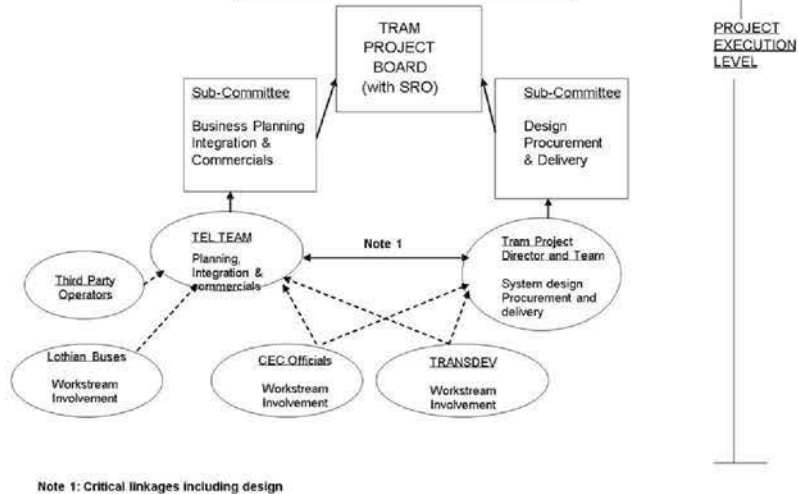 TRAM
PROJECT
BOARD
(with SRO)
PROJECT
EXECUTION
LEVEL
Sub-Committee
Business Planning
Integration &
Commercials
Sub-Committee
Design
Procurement
& Delivery
TEL TEAM
Planning,
Integration &
commercials
Note 1
Tram Project
Director and Team
System design
Procurement and
delivery
Third Party
Operators
Lothian Buses
Workstream
Involvement
CEC Officials
Workstream
Involvement
TRANSDEV
Workstream
Involvement
Note 1: Critical linkages including design